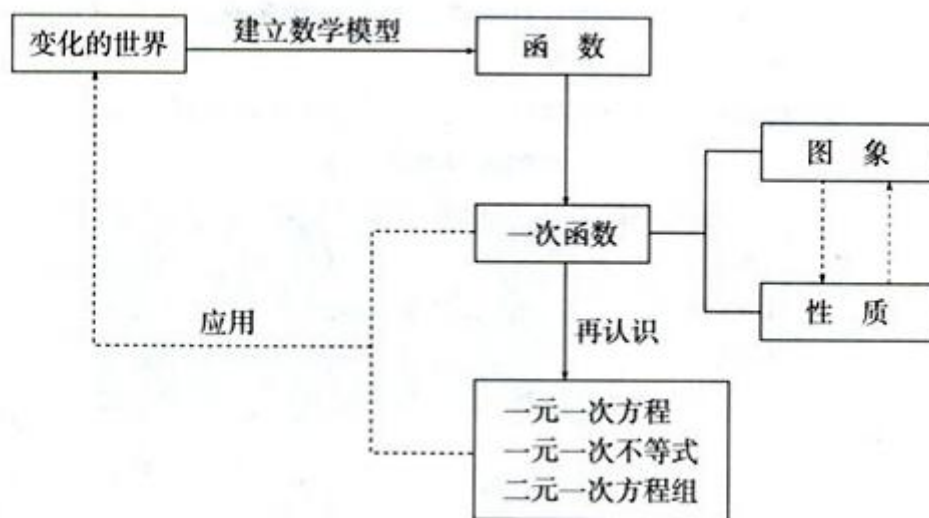 变化的世界
建立数学模型
函 数
图 象
一次函数
性 质
应用
再认识
一元一次方程
一元一次不等式
二元一次方程组